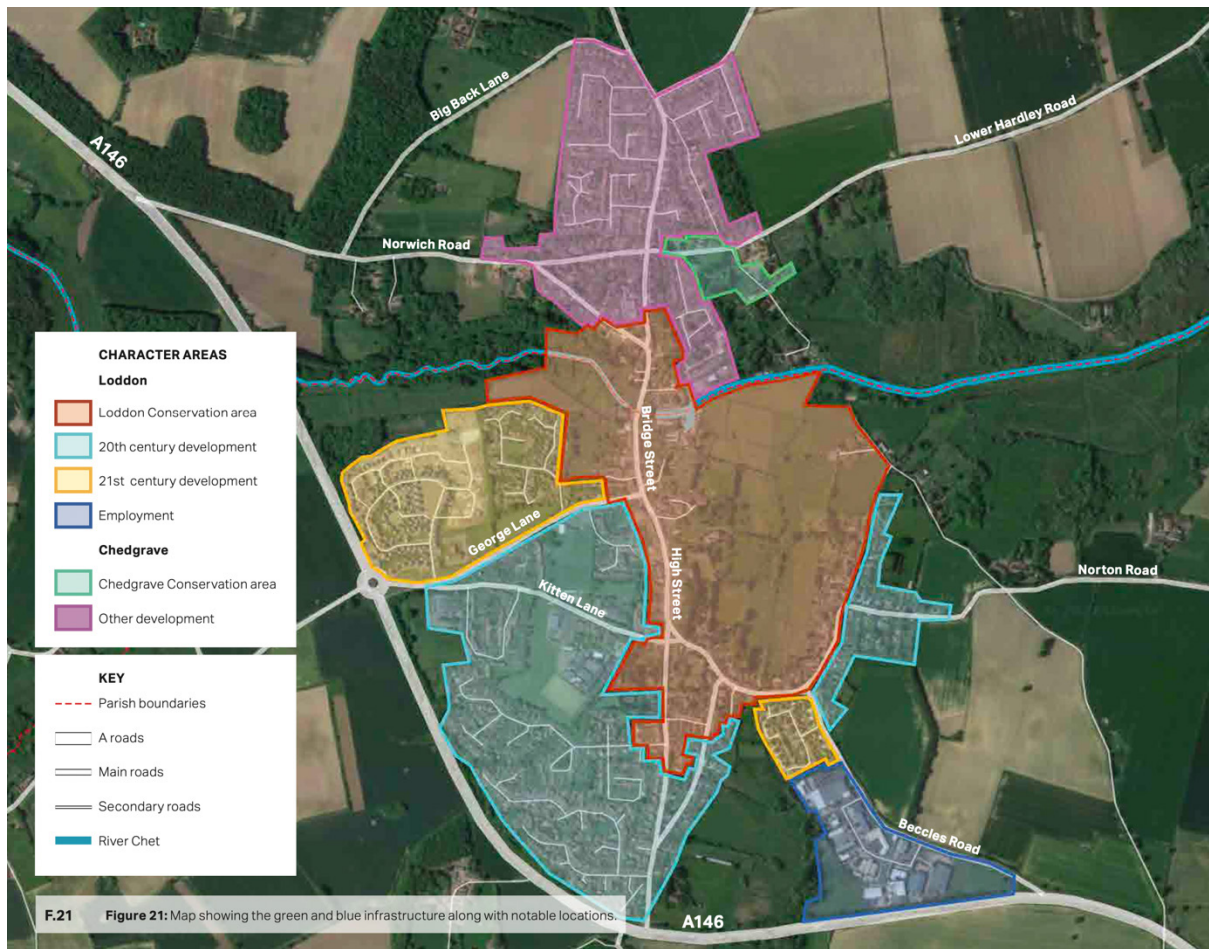 Big Back Lane
Lower Hardley Road
A146
Norwich Road
CHARACTER AREAS
Loddon
Loddon Conservation area
20th century development
21st century development
Employment
Chedgrave
Chedgrave Conservation area
Other development
Bridge Street
George Lane
High Street
Kitten Lane
Norton Road
KEY
Parish boundaries
A roads
Main roads
Secondary roads
River Chet
Beccles Road
F.21 Figure 21: Map showing the green and blue infrastructure along with notable locations.
A146